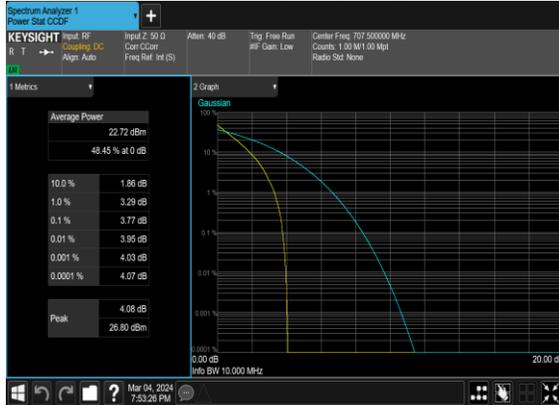 Spectrum Analyzer 1
Power Stat CCDF
KEYSIGHT Input: RF Input Z: 50 Ω Atten: 40 dB Trig: Free Run Center Freq: 707.500000 MHz
R T Coupling: DC Corr CCorr #IF Gain: Low Counts: 1.00 M/1.00 Mpt
Align: Auto Freq Ref: Int (S) Radio Std: None
LXI
1 Metrics
Average Power
22.72 dBm
48.45 % at 0 dB
10.0 % 1.86 dB
1.0 % 3.29 dB
0.1 % 3.77 dB
0.01 % 3.95 dB
0.001 % 4.03 dB
0.0001 % 4.07 dB
Peak
4.08 dB
26.80 dBm
2 Graph
Gaussian
100 %
10 %
1 %
0.1 %
0.01 %
0.001 %
0.0001 %
0.00 dB 20.00
Info BW 10.000 MHz
? Mar 04, 2024
7:53:26 PM